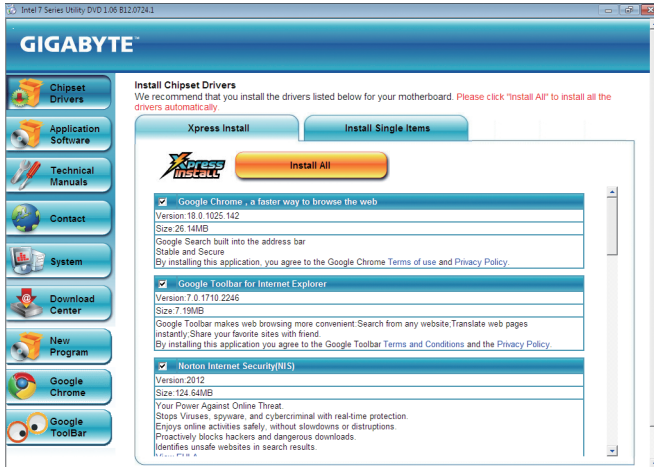 Intel 7 Series Utility DVD 1.06 B12.0724.1
GIGABYTE™
Chipset
Drivers
Application
Software
Technical
Manuals
Contact
System
Download
Center
New
Program
Google
Chrome
Google
ToolBar
Install Chipset Drivers
We recommend that you install the drivers listed below for your motherboard. Please click "Install All" to install all the
drivers automatically.
Xpress Install
Install Single Items
Xpress
Install
Install All
Google Chrome , a faster way to browse the web
Version:18.0.1025.142
Size:26.14MB
Google Search built into the address bar
Stable and Secure
By installing this application, you agree to the Google Chrome Terms of use and Privacy Policy.
Google Toolbar for Internet Explorer
Version:7.0.1710.2246
Size:7.19MB
Google Toolbar makes web browsing more convenient:Search from any website;Translate web pages
instantly;Share your favorite sites with friend.
By installing this application you agree to the Google Toolbar Terms and Conditions and the Privacy Policy.
Norton Internet Security(NIS)
Version:2012
Size:124.64MB
Your Power Against Online Threat.
Stops Viruses, spyware, and cybercriminal with real-time protection.
Enjoys online activities safely, without slowdowns or distruptions.
Proactively blocks hackers and dangerous downloads.
Identifies unsafe websites in search results.
View EULA